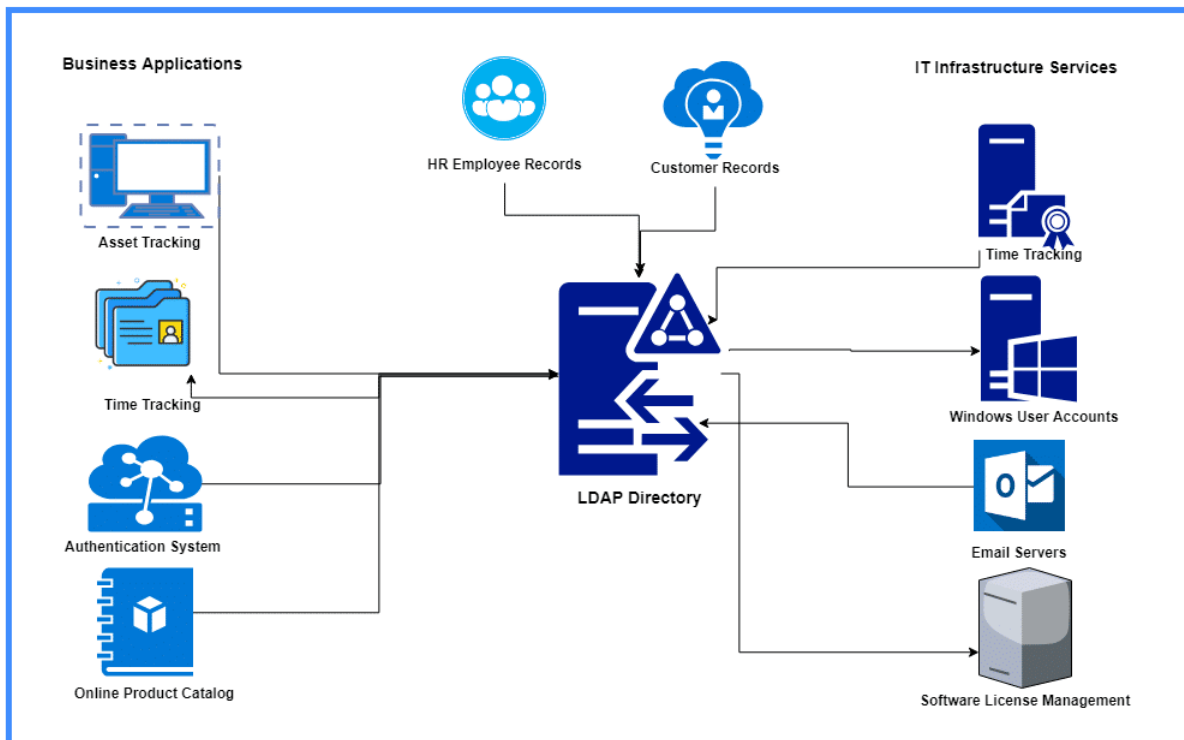 Business Applications
IT Infrastructure Services
HR Employee Records
Customer Records
Asset Tracking
Time Tracking
Time Tracking
Windows User Accounts
LDAP Directory
Authentication System
O
Email Servers
Online Product Catalog
Software License Management